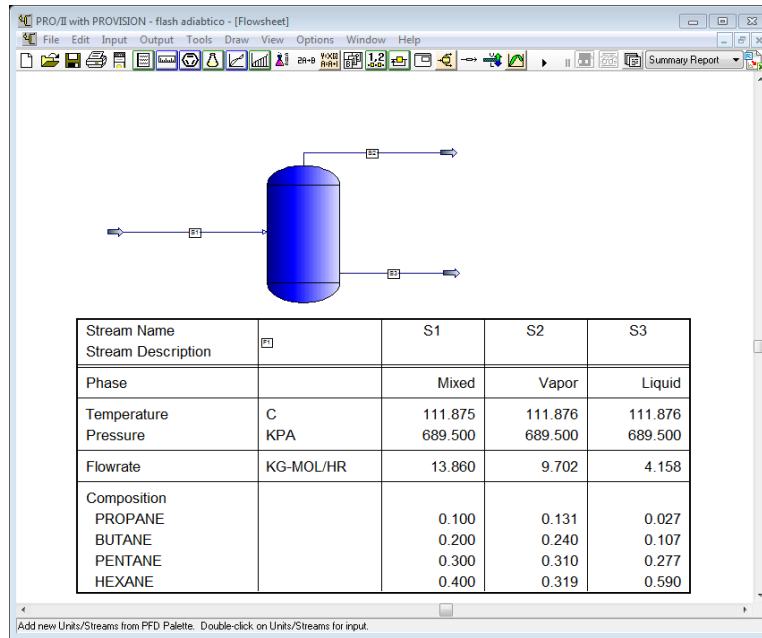 PRO/II with PROVISION - flash adiabtico - [Flowsheet]
File Edit Input Output Tools Draw View Options Window Help
Summary Report
S2
S1
S3
Stream Name S1 S2 S3
Stream Description
Phase Mixed Vapor Liquid
Temperature C 111.875 111.876 111.876
Pressure KPA 689.500 689.500 689.500
Flowrate KG-MOL/HR 13.860 9.702 4.158
Composition
PROPANE 0.100 0.131 0.027
BUTANE 0.200 0.240 0.107
PENTANE 0.300 0.310 0.277
HEXANE 0.400 0.319 0.590
Add new Units/Streams from PFD Palette. Double-click on Units/Streams for input.